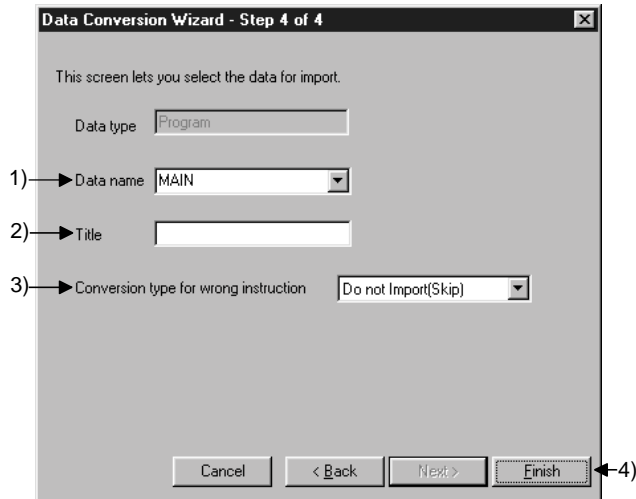 Data Conversion Wizard - Step 4 of 4
This screen lets you select the data for import.
Data type Program
1) Data name MAIN
2) Title
3) Conversion type for wrong instruction Do not Import(Skip)
Cancel < Back Next > Finish 4)